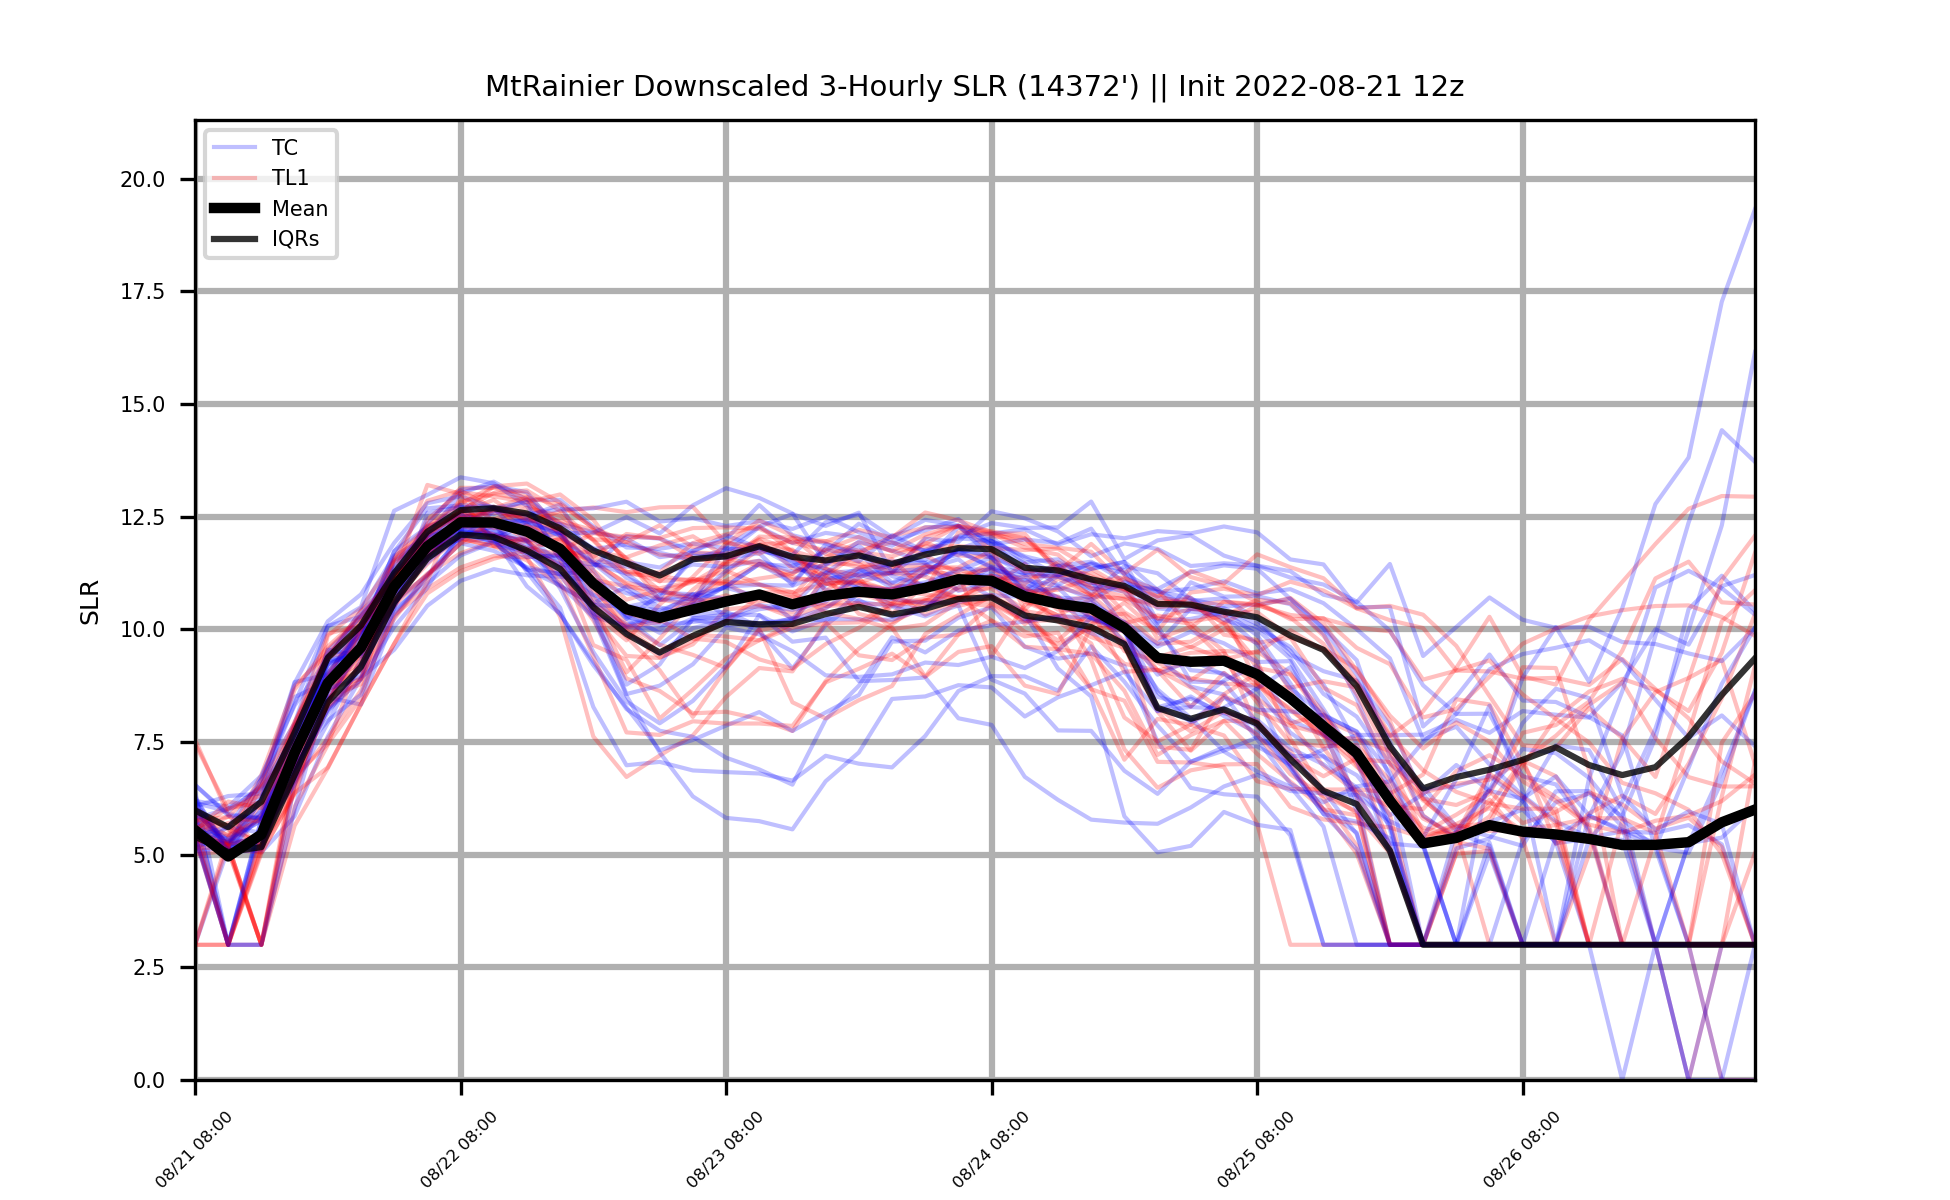 MtRainier Downscaled 3-Hourly SLR (14372') || Init 2022-08-21 12z
TC
TL1
Mean
IQRs
SLR
20.0
17.5
15.0
12.5
10.0
7.5
5.0
2.5
0.0
08/21 08:00
08/22 08:00
08/23 08:00
08/24 08:00
08/25 08:00
08/26 08:00